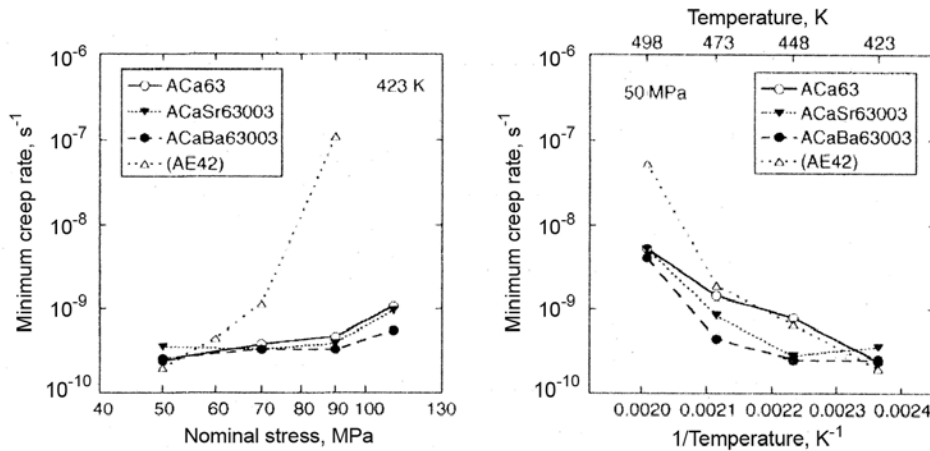 10⁻⁶
10⁻⁷
10⁻⁸
10⁻⁹
10⁻¹⁰
Minimum creep rate, s⁻¹
ACa63
ACaSr63003
ACaBa63003
(AE42)
423 K
40 50 60 70 80 90 100 130
Nominal stress, MPa
Temperature, K
498 473 448 423
10⁻⁶
10⁻⁷
10⁻⁸
10⁻⁹
10⁻¹⁰
Minimum creep rate, s⁻¹
50 MPa
ACa63
ACaSr63003
ACaBa63003
(AE42)
0.0020 0.0021 0.0022 0.0023 0.0024
1/Temperature, K⁻¹